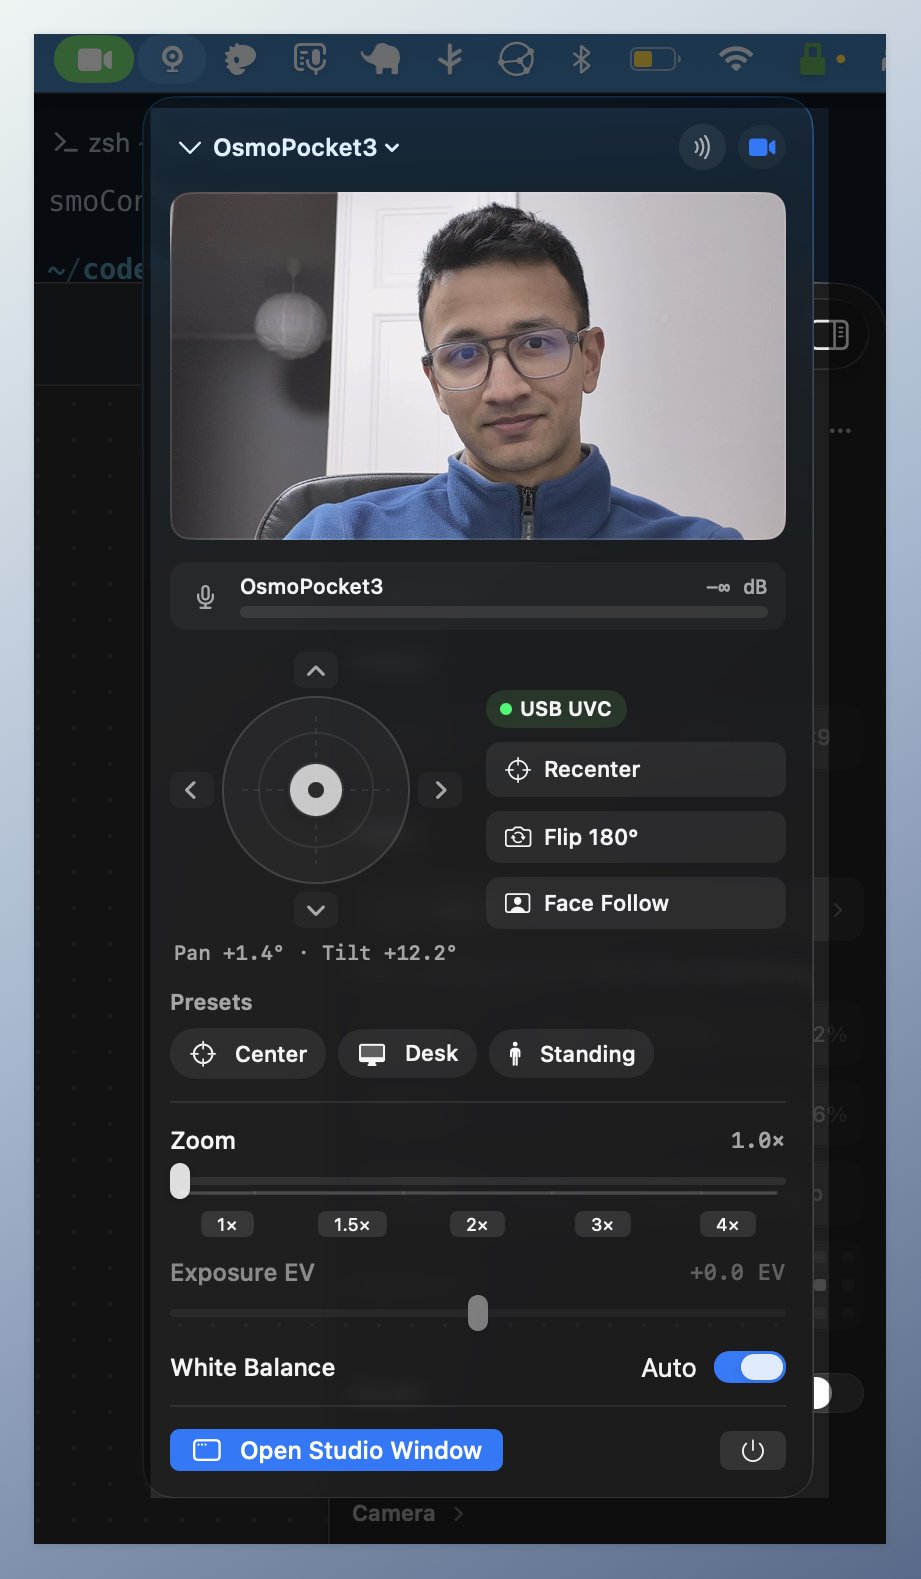 zsh
OsmoPocket3
smoCor
~/code
OsmoPocket3
−∞ dB
USB UVC
Recenter
Flip 180°
Face Follow
Pan +1.4° · Tilt +12.2°
Presets
Center
Desk
Standing
2%
Zoom
1.0×
6%
1×
1.5×
2×
3×
4×
Exposure EV
+0.0 EV
White Balance
Auto
Open Studio Window
Camera